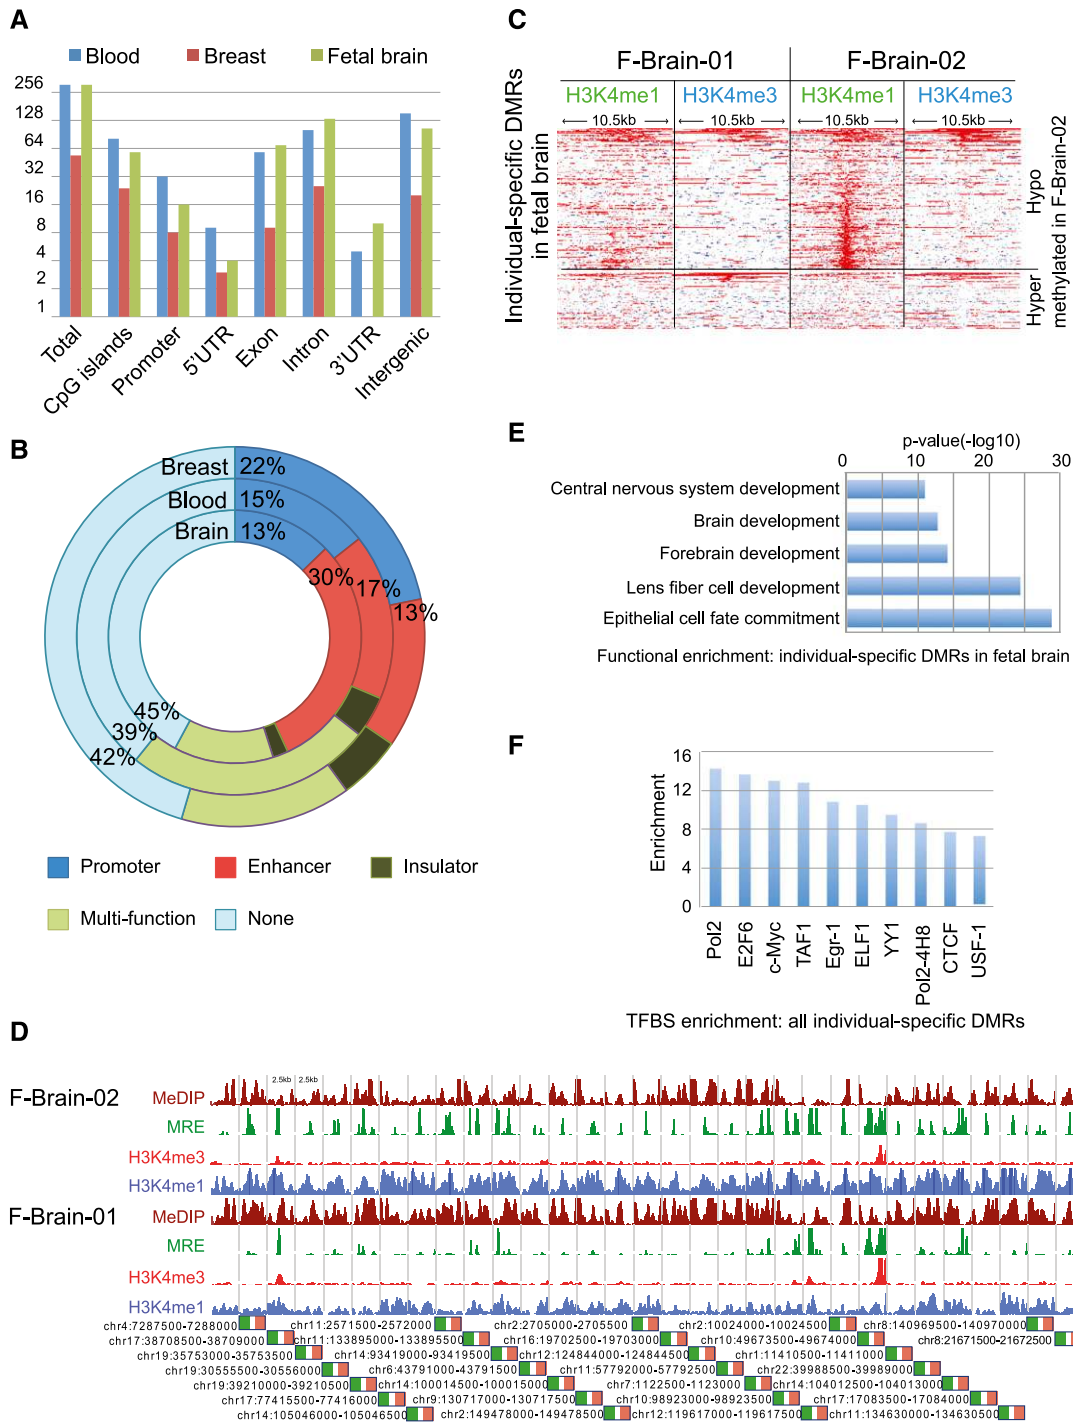 A
Blood
Breast
Fetal brain
256
128
64
32
16
8
4
2
1
Total
CpG islands
Promoter
5'UTR
Exon
Intron
3'UTR
Intergenic
B
Breast
22%
Blood
15%
Brain
13%
30%
17%
13%
45%
39%
42%
Promoter
Enhancer
Insulator
Multi-function
None
C
F-Brain-01
F-Brain-02
H3K4me1
H3K4me3
H3K4me1
H3K4me3
10.5kb
10.5kb
10.5kb
10.5kb
Individual-specific DMRs
in fetal brain
Hypo
Hyper
methylated in F-Brain-02
E
p-value(-log10)
0
10
20
30
Central nervous system development
Brain development
Forebrain development
Lens fiber cell development
Epithelial cell fate commitment
Functional enrichment: individual-specific DMRs in fetal brain
F
Enrichment
16
12
8
4
0
Pol2
E2F6
c-Myc
TAF1
Egr-1
ELF1
YY1
Pol2-4H8
CTCF
USF-1
TFBS enrichment: all individual-specific DMRs
D
2.5kb
2.5kb
F-Brain-02
MeDIP
MRE
H3K4me3
H3K4me1
F-Brain-01
MeDIP
MRE
H3K4me3
H3K4me1
chr4:7287500-7288000
chr11:2571500-2572000
chr2:2705000-2705500
chr2:10024000-10024500
chr8:140969500-140970000
chr17:38708500-38709000
chr11:133895000-133895500
chr16:19702500-19703000
chr10:49673500-49674000
chr8:21671500-21672500
chr19:35753000-35753500
chr14:93419000-93419500
chr12:124844000-124844500
chr1:11410500-11411000
chr19:30555500-30556000
chr6:43791000-43791500
chr11:57792000-57792500
chr22:39988500-39989000
chr19:39210000-39210500
chr14:100014500-100015000
chr7:1122500-1123000
chr14:104012500-104013000
chr17:77415500-77416000
chr9:130717000-130717500
chr10:98923000-98923500
chr17:17083500-17084000
chr14:105046000-105046500
chr2:149478000-149478500
chr12:119617000-119617500
chr11:134630000-134630500